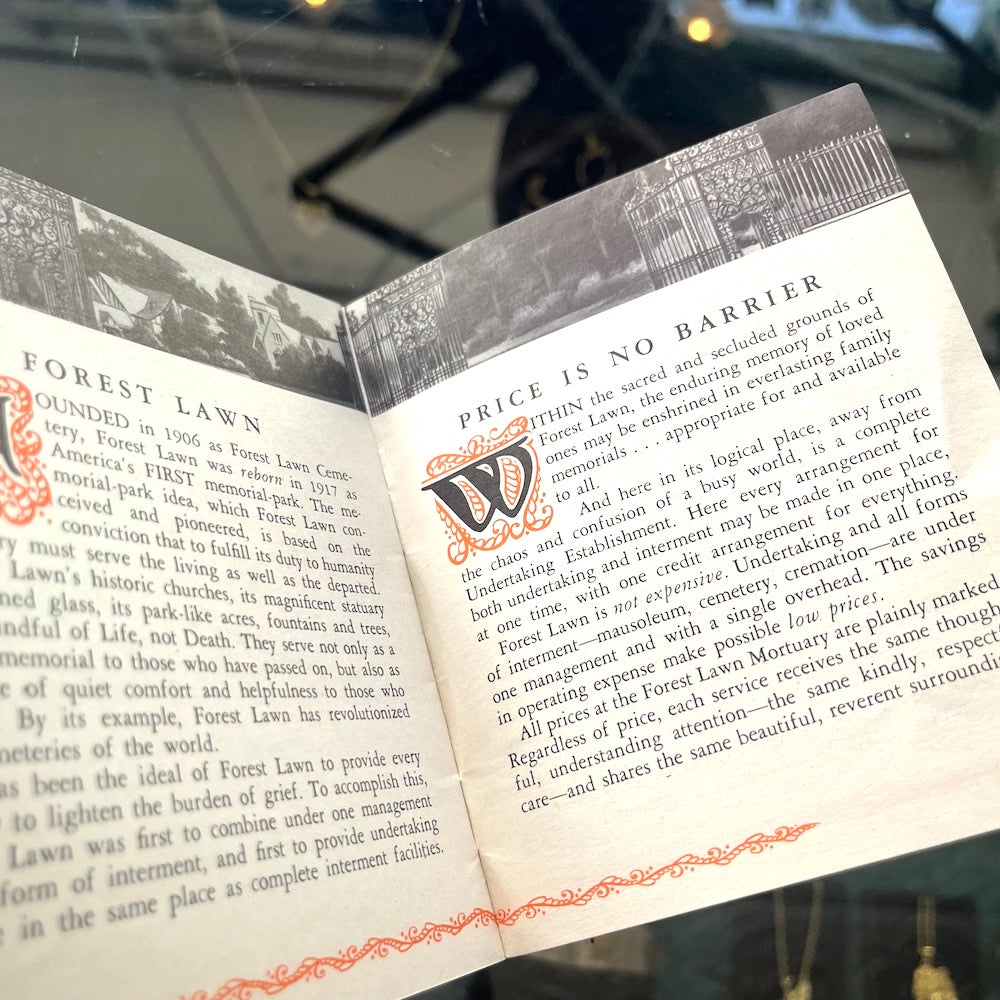 FOREST LAWN
OUNDED in 1906 as Forest Lawn Ceme-
tery, Forest Lawn was reborn in 1917 as
America's FIRST memorial-park. The me-
morial-park idea, which Forest Lawn con-
ceived and pioneered, is based on the
conviction that to fulfill its duty to humanity
must serve the living as well as the departed.
Lawn's historic churches, its magnificent statuary
glass, its park-like acres, fountains and trees,
of Life, not Death. They serve not only as a
memorial to those who have passed on, but also as
of quiet comfort and helpfulness to those who
By its example, Forest Lawn has revolutionized
of the world.
as been the ideal of Forest Lawn to provide every
to lighten the burden of grief. To accomplish this,
Lawn was first to combine under one management
form of interment, and first to provide undertaking
in the same place as complete interment facilities.
PRICE IS NO BARRIER
WITHIN the sacred and secluded grounds of
Forest Lawn, the enduring memory of loved
ones may be enshrined in everlasting family
memorials . . . appropriate for and available
to all.
And here in its logical place, away from
the chaos and confusion of a busy world, is a complete
Undertaking Establishment. Here every arrangement for
both undertaking and interment may be made in one place,
at one time, with one credit arrangement for everything.
Forest Lawn is not expensive. Undertaking and all forms
of interment—mausoleum, cemetery, cremation—are under
one management and with a single overhead. The savings
in operating expense make possible low prices.
All prices at the Forest Lawn Mortuary are plainly marked
Regardless of price, each service receives the same though
ful, understanding attention—the same kindly, respect
care—and shares the same beautiful, reverent surroundin